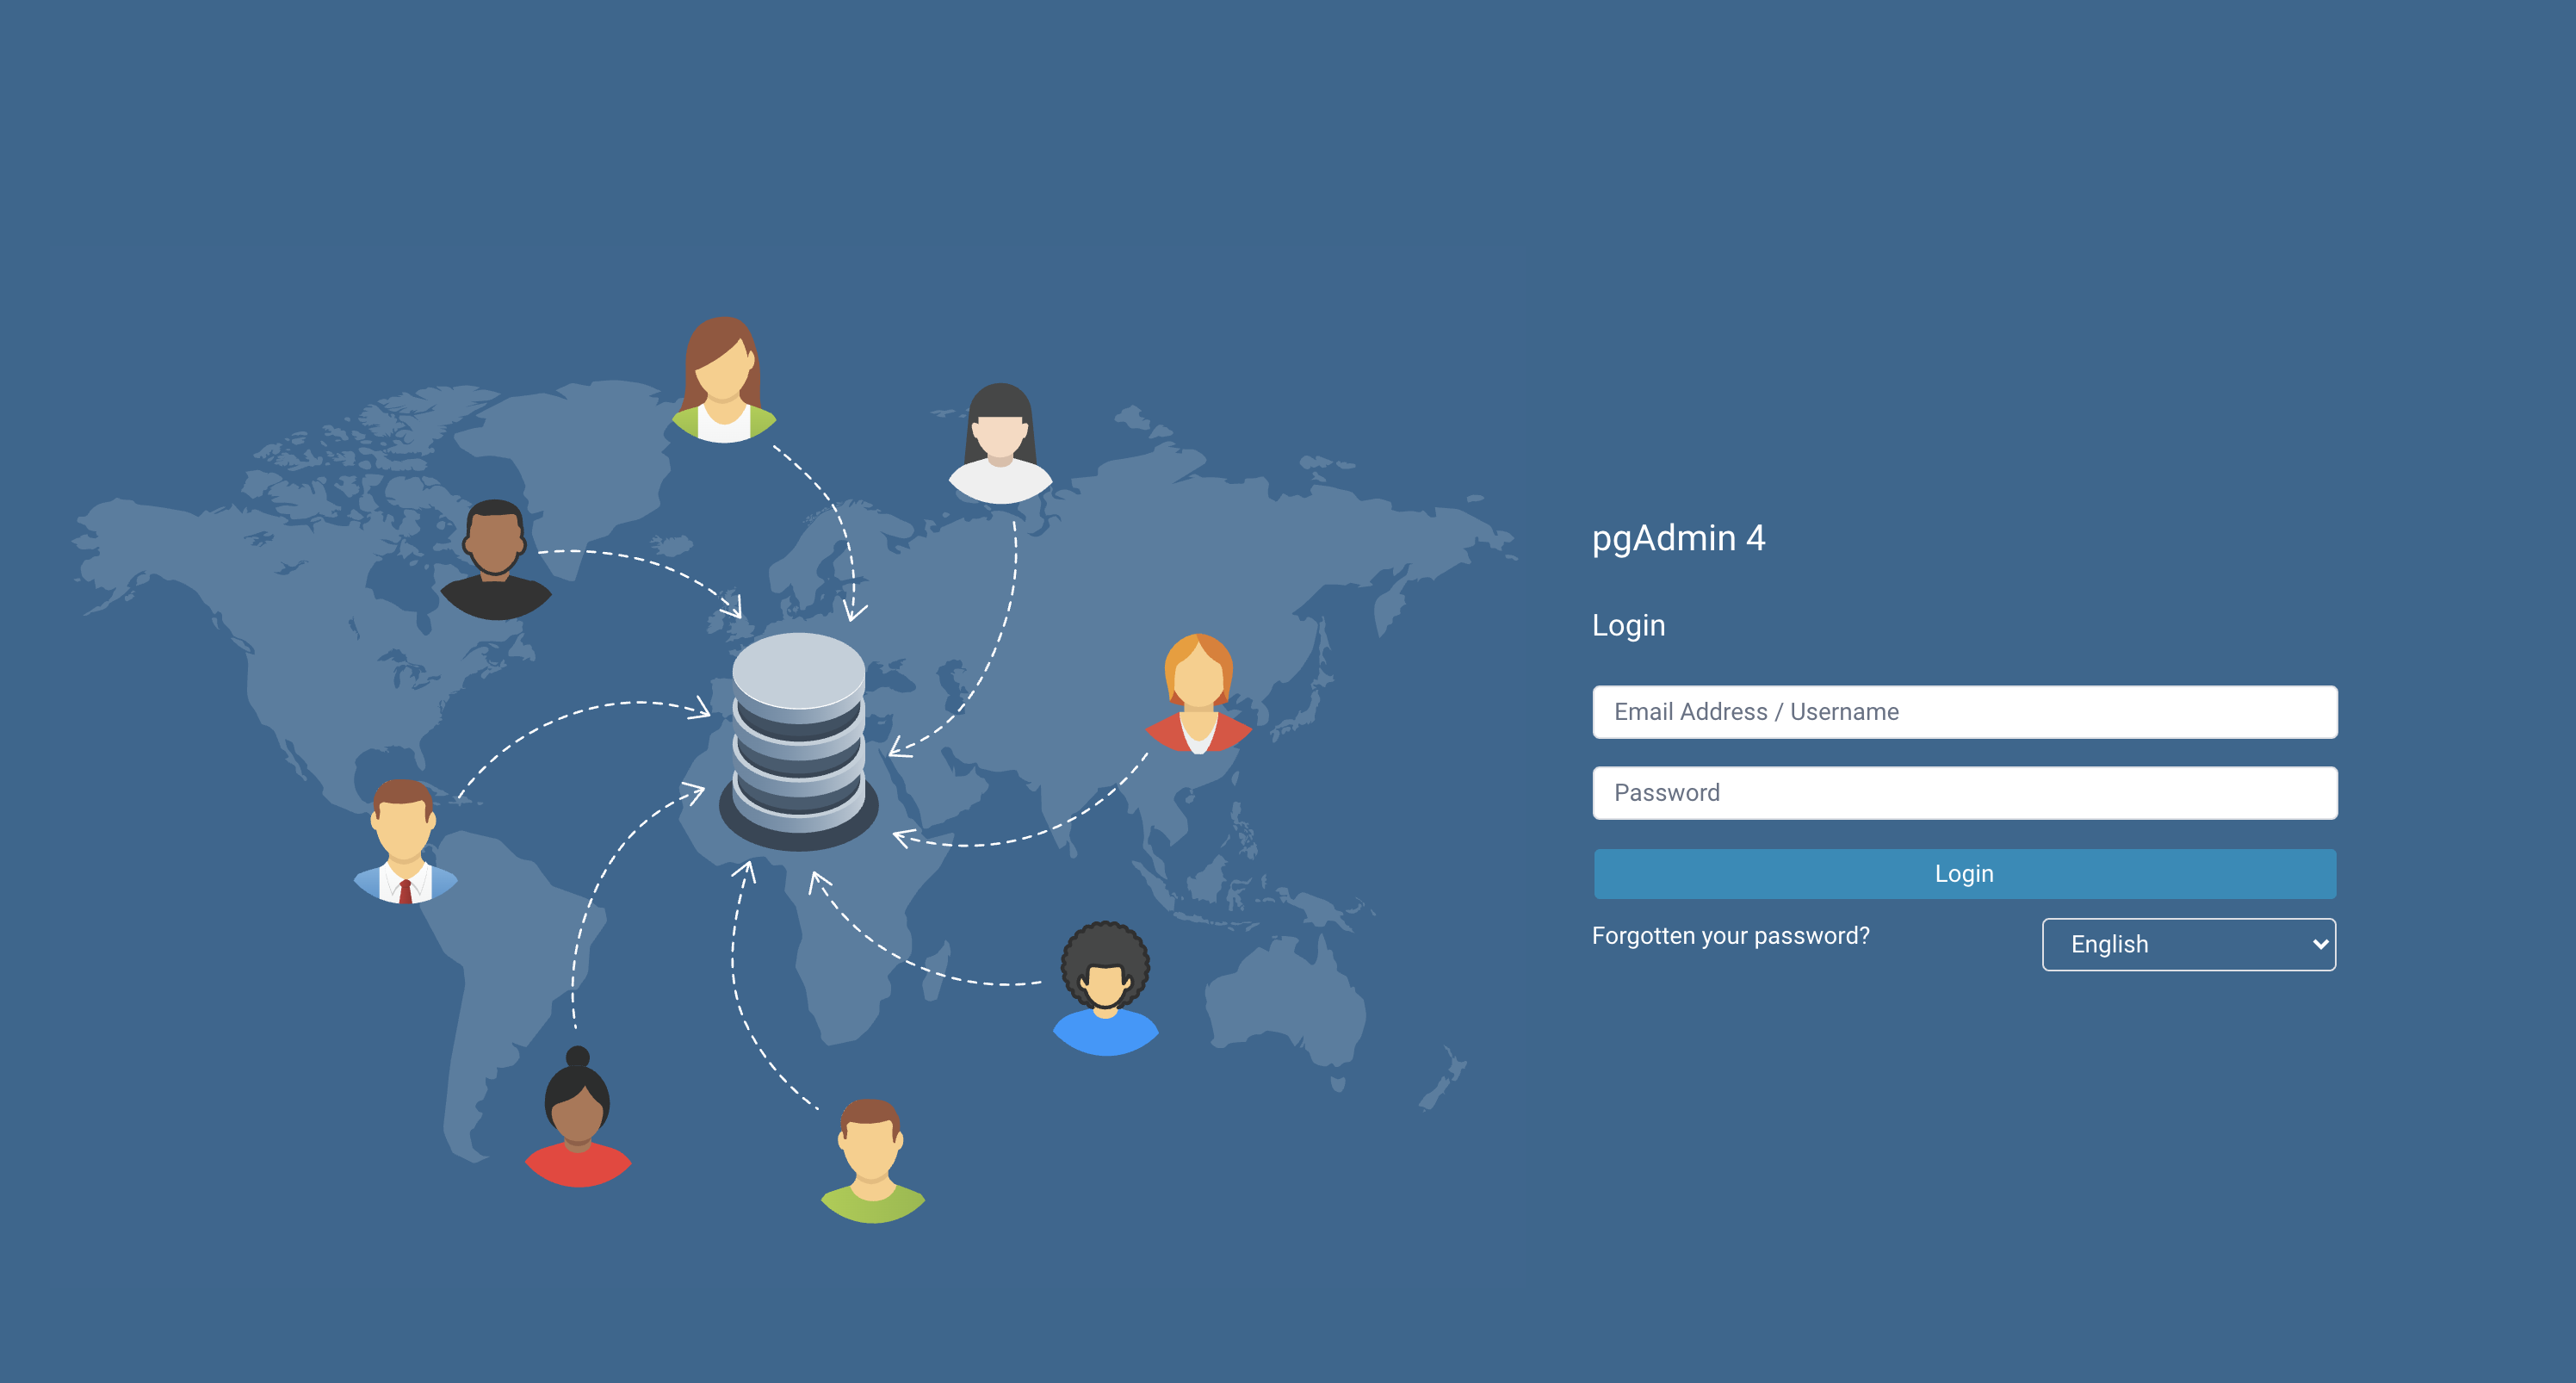 pgAdmin 4
Login
Email Address / Username
Password
Login
Forgotten your password?
English